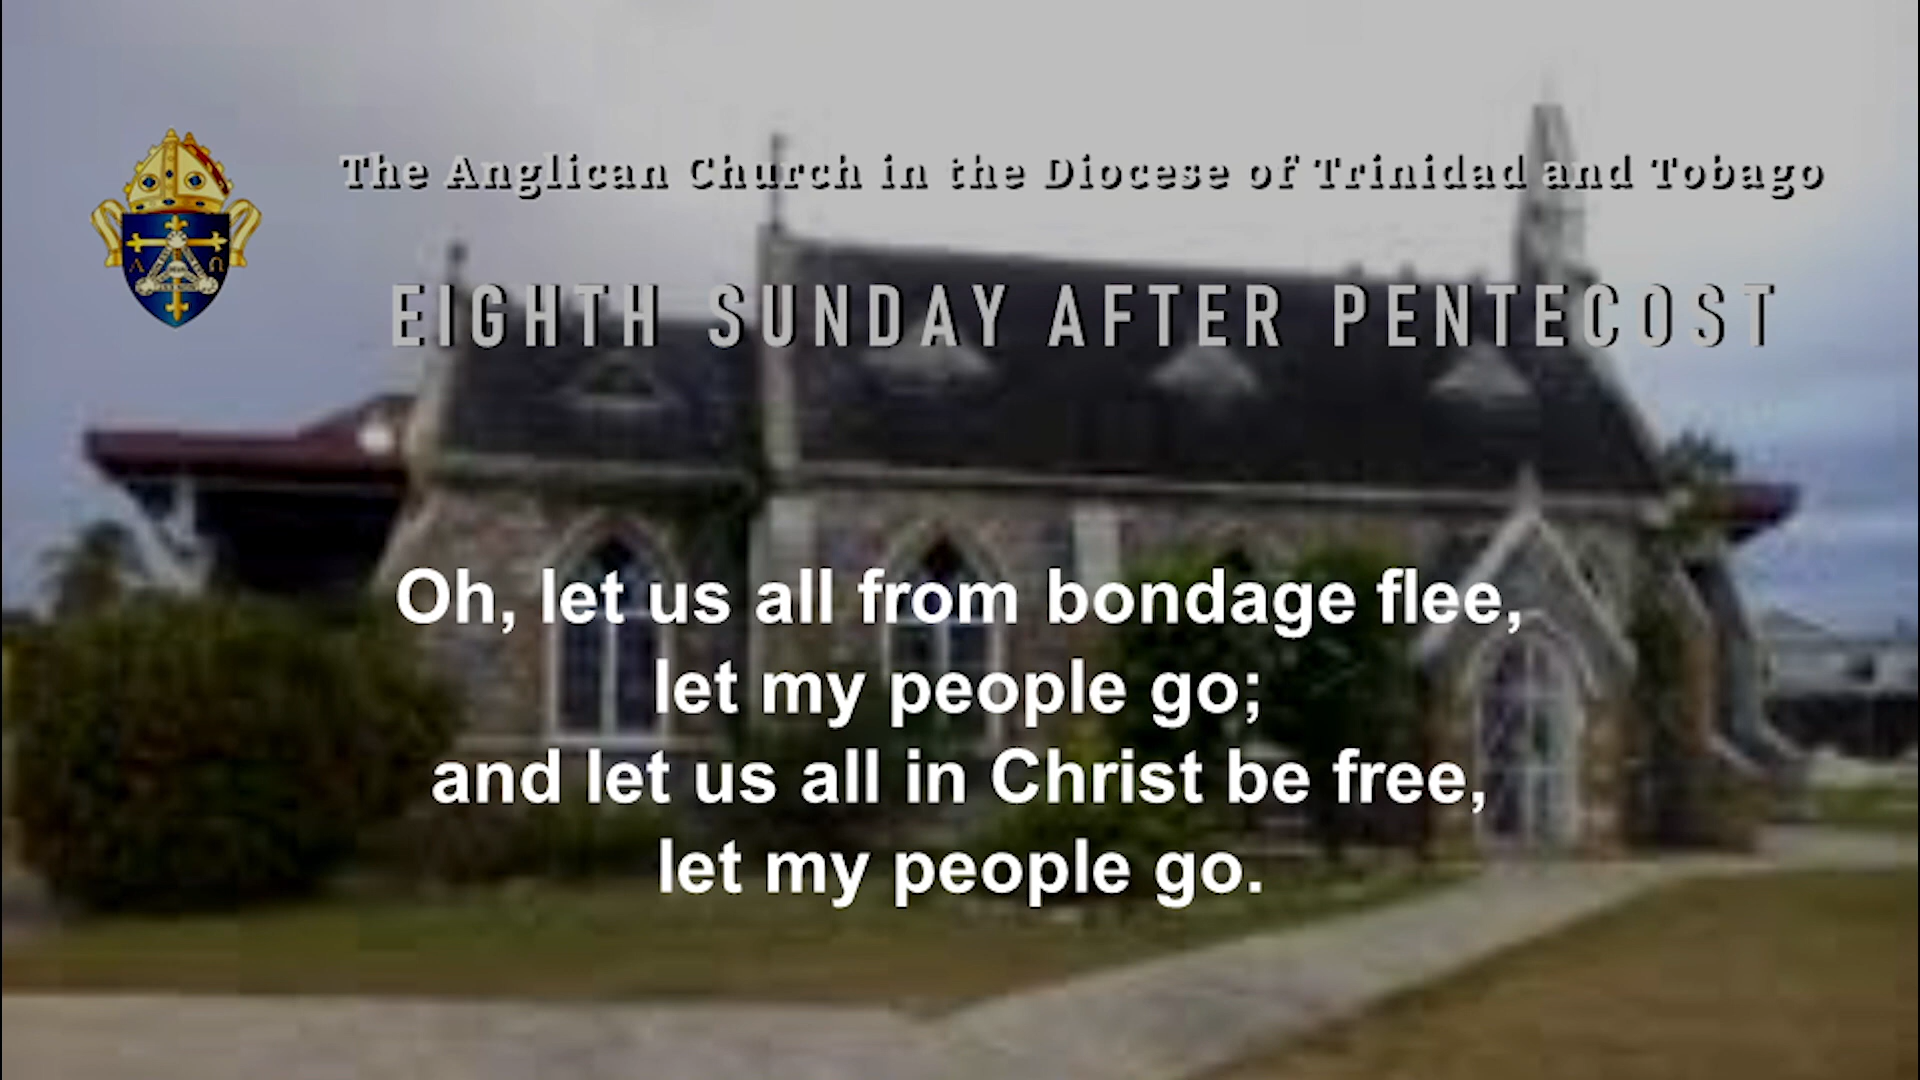 The Anglican Church in the Diocese of Trinidad and Tobago
EIGHTH SUNDAY AFTER PENTECOST
Oh, let us all from bondage flee,
let my people go;
and let us all in Christ be free,
let my people go.